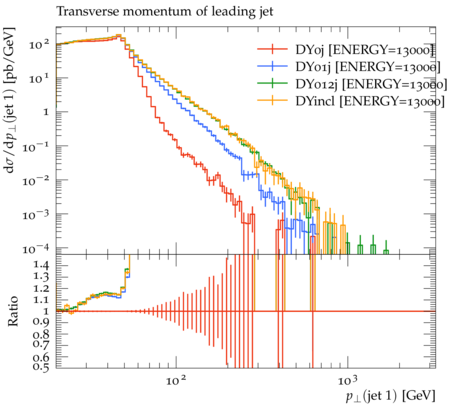 Transverse momentum of leading jet
dσ/dp⊥(jet 1) [pb/GeV]
10²
10¹
1
10⁻¹
10⁻²
10⁻³
10⁻⁴
DY0j [ENERGY=13000]
DY01j [ENERGY=13000]
DY012j [ENERGY=13000]
DYincl [ENERGY=13000]
Ratio
1.4
1.3
1.2
1.1
1
0.9
0.8
0.7
0.6
0.5
10²
10³
p⊥(jet 1) [GeV]